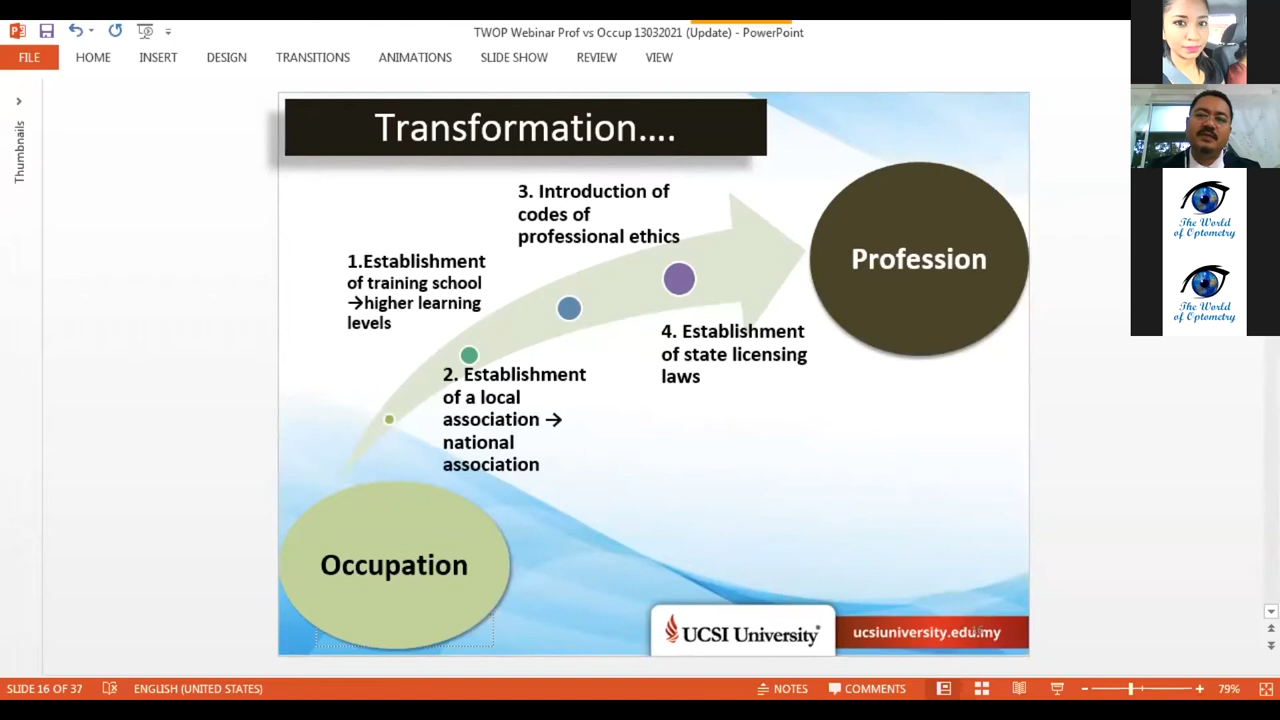 TWOP Webinar Prof vs Occup 13032021 (Update) - PowerPoint
FILE
HOME
INSERT
DESIGN
TRANSITIONS
ANIMATIONS
SLIDE SHOW
REVIEW
VIEW
Thumbnails
Transformation....
3. Introduction of
codes of
professional ethics
Profession
1.Establishment
of training school
→higher learning
levels
4. Establishment
of state licensing
laws
2. Establishment
of a local
association →
national
association
Occupation
UCSI University
ucsiuniversity.edu.my
The World
of Optometry
The World
of Optometry
SLIDE 16 OF 37
ENGLISH (UNITED STATES)
NOTES
COMMENTS
79%